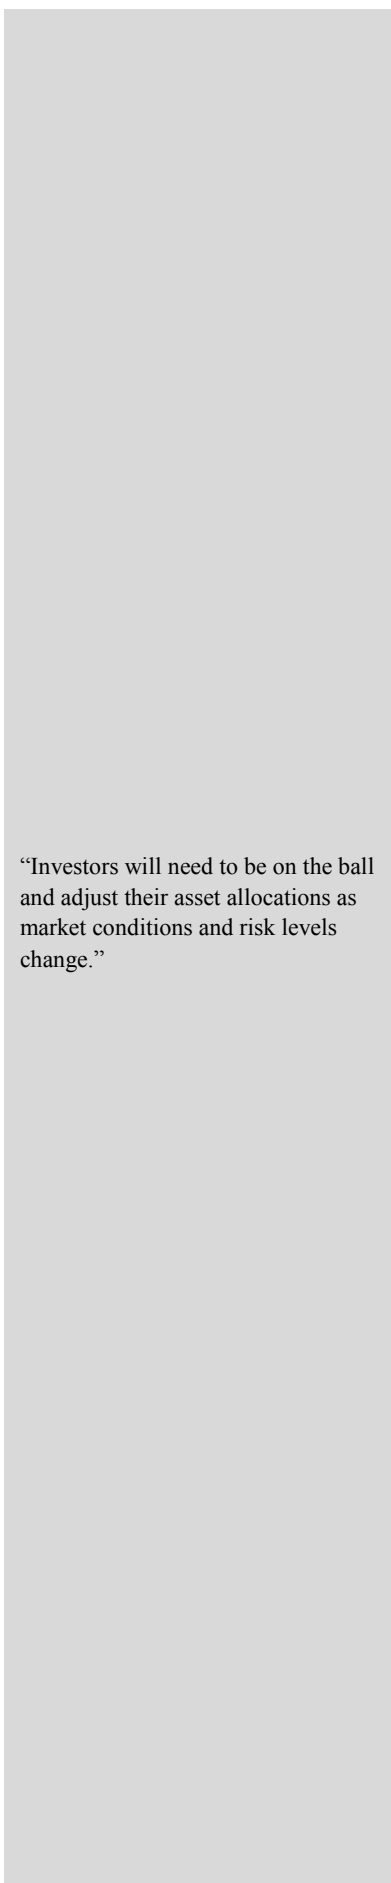 “Investors will need to be on the ball
and adjust their asset allocations as
market conditions and risk levels
change.”